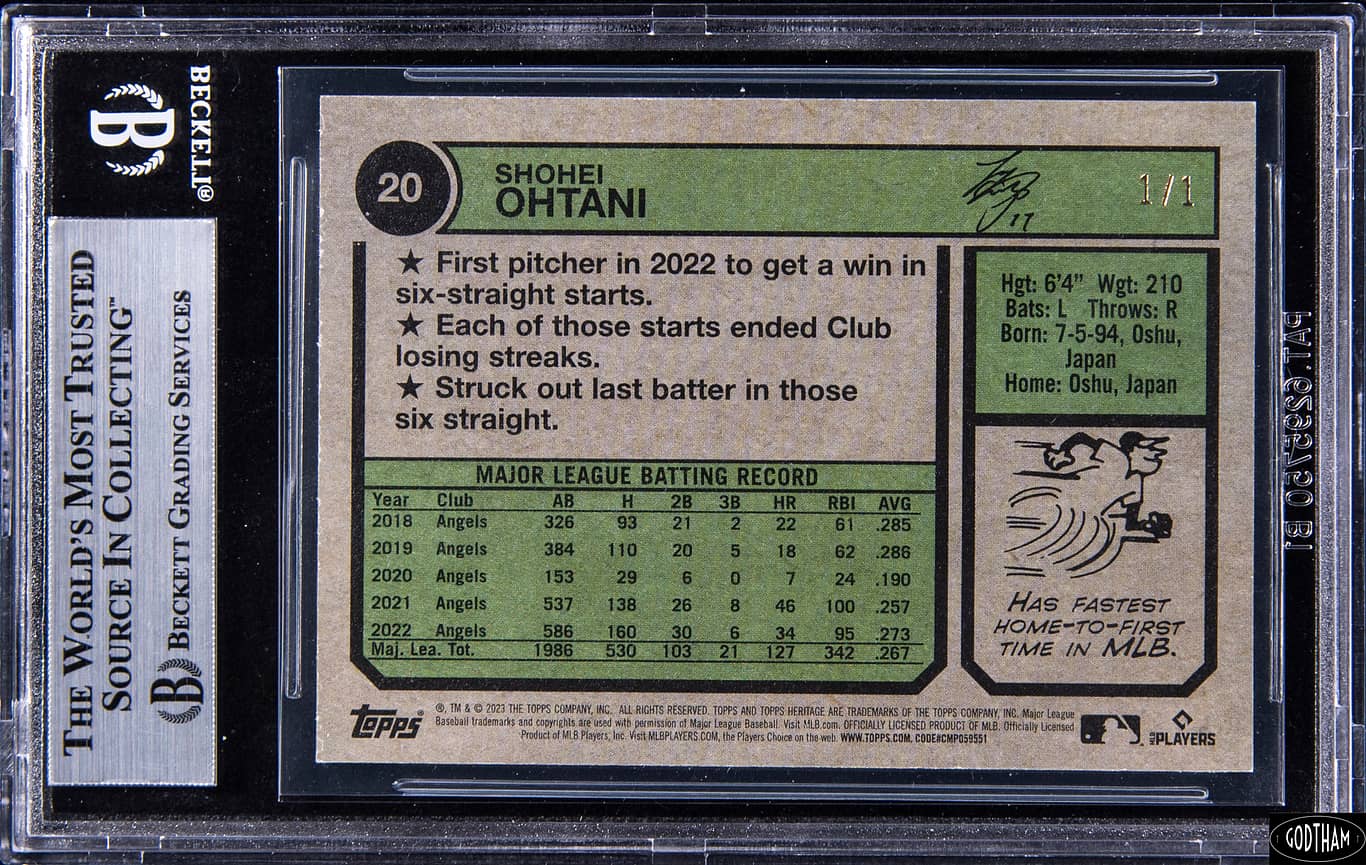 BECKETT®
THE WORLD'S MOST TRUSTED
SOURCE IN COLLECTING™
B BECKETT GRADING SERVICES
20
SHOHEI
OHTANI
17
1/1
★ First pitcher in 2022 to get a win in
six-straight starts.
★ Each of those starts ended Club
losing streaks.
★ Struck out last batter in those
six straight.
Hgt: 6'4" Wgt: 210
Bats: L Throws: R
Born: 7-5-94, Oshu,
Japan
Home: Oshu, Japan
MAJOR LEAGUE BATTING RECORD
Year Club AB H 2B 3B HR RBI AVG
2018 Angels 326 93 21 2 22 61 .285
2019 Angels 384 110 20 5 18 62 .286
2020 Angels 153 29 6 0 7 24 .190
2021 Angels 537 138 26 8 46 100 .257
2022 Angels 586 160 30 6 34 95 .273
Maj. Lea. Tot. 1986 530 103 21 127 342 .267
HAS FASTEST
HOME-TO-FIRST
TIME IN MLB.
topps®
®, TM & © 2023 THE TOPPS COMPANY, INC. ALL RIGHTS RESERVED. TOPPS AND TOPPS HERITAGE ARE TRADEMARKS OF THE TOPPS COMPANY, INC. Major League
Baseball trademarks and copyrights are used with permission of Major League Baseball. Visit MLB.com. OFFICIALLY LICENSED PRODUCT OF MLB. Officially Licensed
Product of MLB Players, Inc. Visit MLBPLAYERS.COM, the Players Choice on the web. WWW.TOPPS.COM. CODE#CMP059551
MLB PLAYERS
PAT. 6295750 B1
GODTHAM